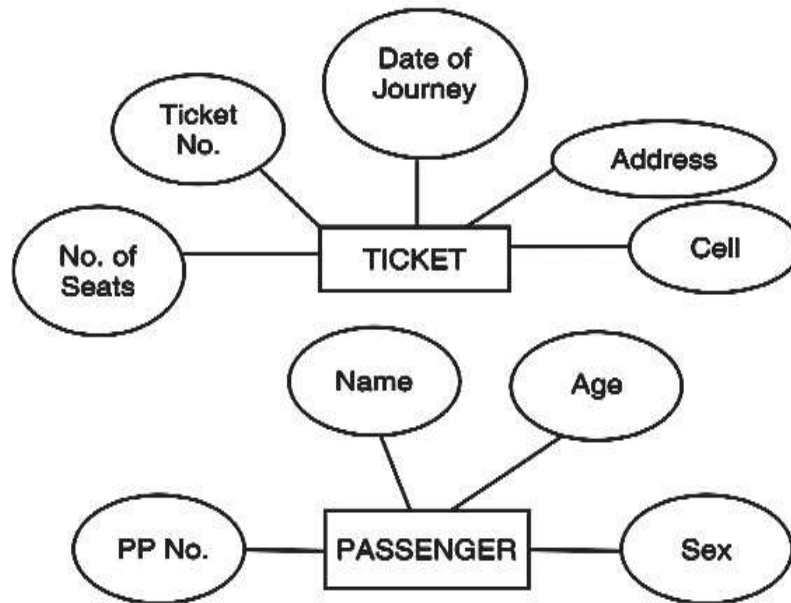 Date of
Journey
Ticket
No.
Address
No. of
Seats
TICKET
Cell
Name
Age
PP No.
PASSENGER
Sex